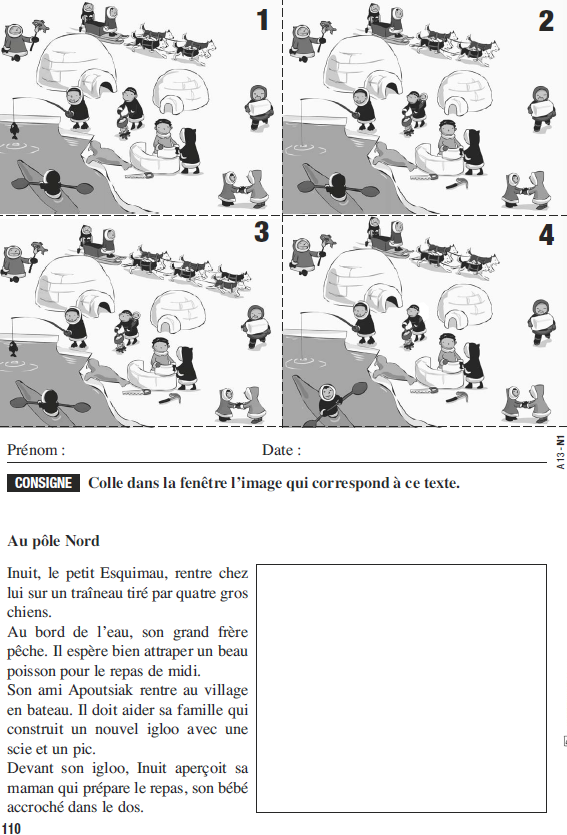 1
2
3
4
Prénom :
Date :
A 13 - N1
CONSIGNE Colle dans la fenêtre l’image qui correspond à ce texte.
Au pôle Nord
Inuit, le petit Esquimau, rentre chez
lui sur un traîneau tiré par quatre gros
chiens.
Au bord de l’eau, son grand frère
pêche. Il espère bien attraper un beau
poisson pour le repas de midi.
Son ami Apoutsiak rentre au village
en bateau. Il doit aider sa famille qui
construit un nouvel igloo avec une
scie et un pic.
Devant son igloo, Inuit aperçoit sa
maman qui prépare le repas, son bébé
accroché dans le dos.
110